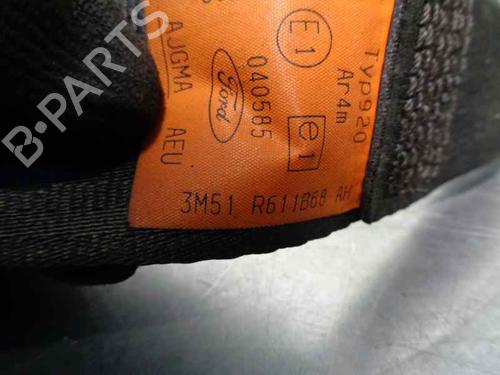 Typ920
Ar4m
E1
e1
040585
Ford
AJGMA AEU
3M51 R611B68 AH
B-PARTS